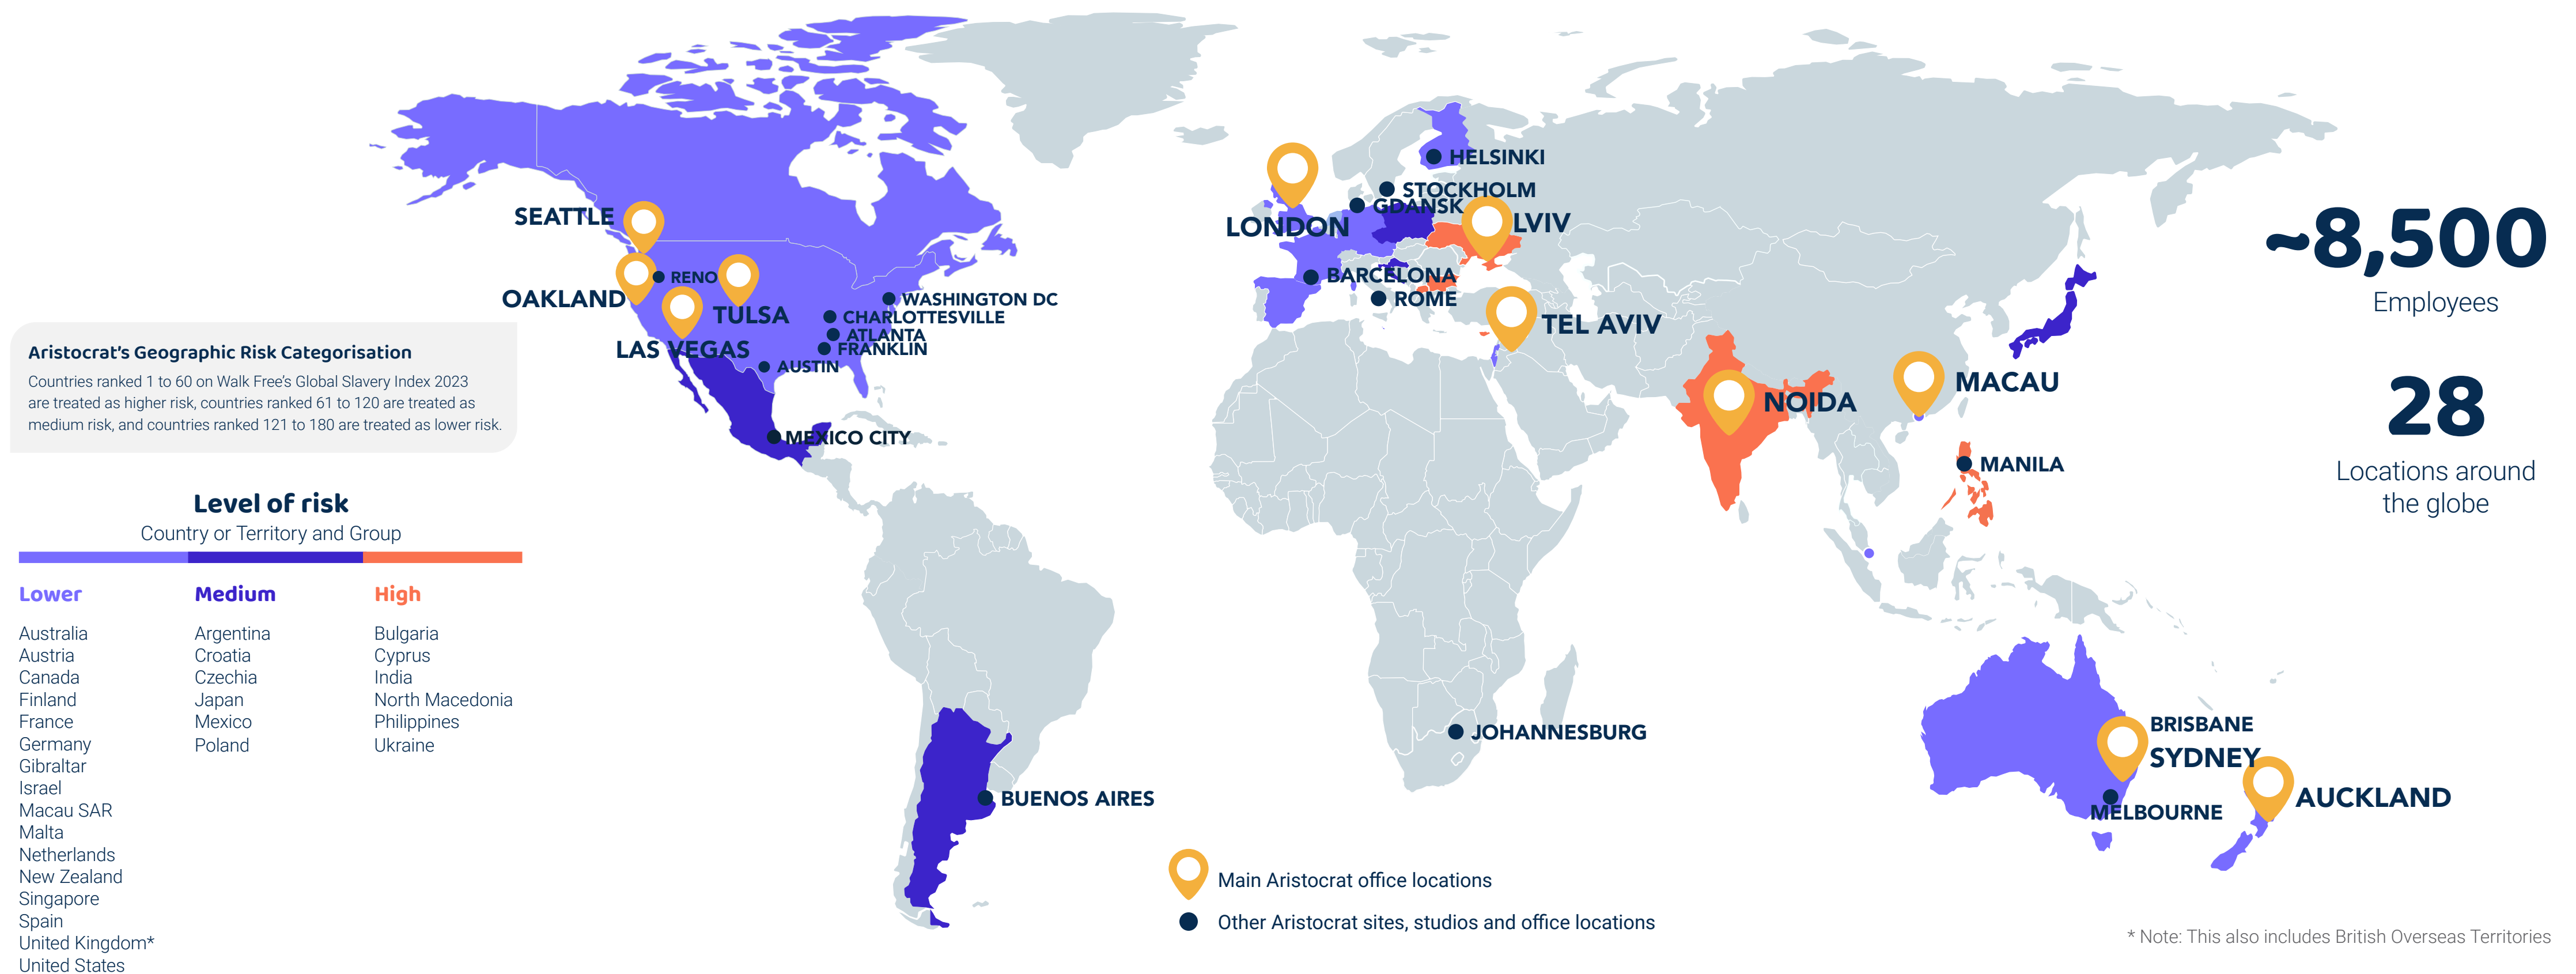 SEATTLE
OAKLAND
RENO
TULSA
LAS VEGAS
WASHINGTON DC
CHARLOTTESVILLE
ATLANTA
FRANKLIN
AUSTIN
MEXICO CITY
BUENOS AIRES
HELSINKI
STOCKHOLM
GDANSK
LONDON
LVIV
BARCELONA
ROME
TEL AVIV
NOIDA
MACAU
MANILA
JOHANNESBURG
BRISBANE
SYDNEY
MELBOURNE
AUCKLAND
~8,500
Employees
28
Locations around
the globe
Aristocrat's Geographic Risk Categorisation
Countries ranked 1 to 60 on Walk Free's Global Slavery Index 2023
are treated as higher risk, countries ranked 61 to 120 are treated as
medium risk, and countries ranked 121 to 180 are treated as lower risk.
Level of risk
Country or Territory and Group
Lower
Australia
Austria
Canada
Finland
France
Germany
Gibraltar
Israel
Macau SAR
Malta
Netherlands
New Zealand
Singapore
Spain
United Kingdom*
United States
Medium
Argentina
Croatia
Czechia
Japan
Mexico
Poland
High
Bulgaria
Cyprus
India
North Macedonia
Philippines
Ukraine
Main Aristocrat office locations
Other Aristocrat sites, studios and office locations
* Note: This also includes British Overseas Territories